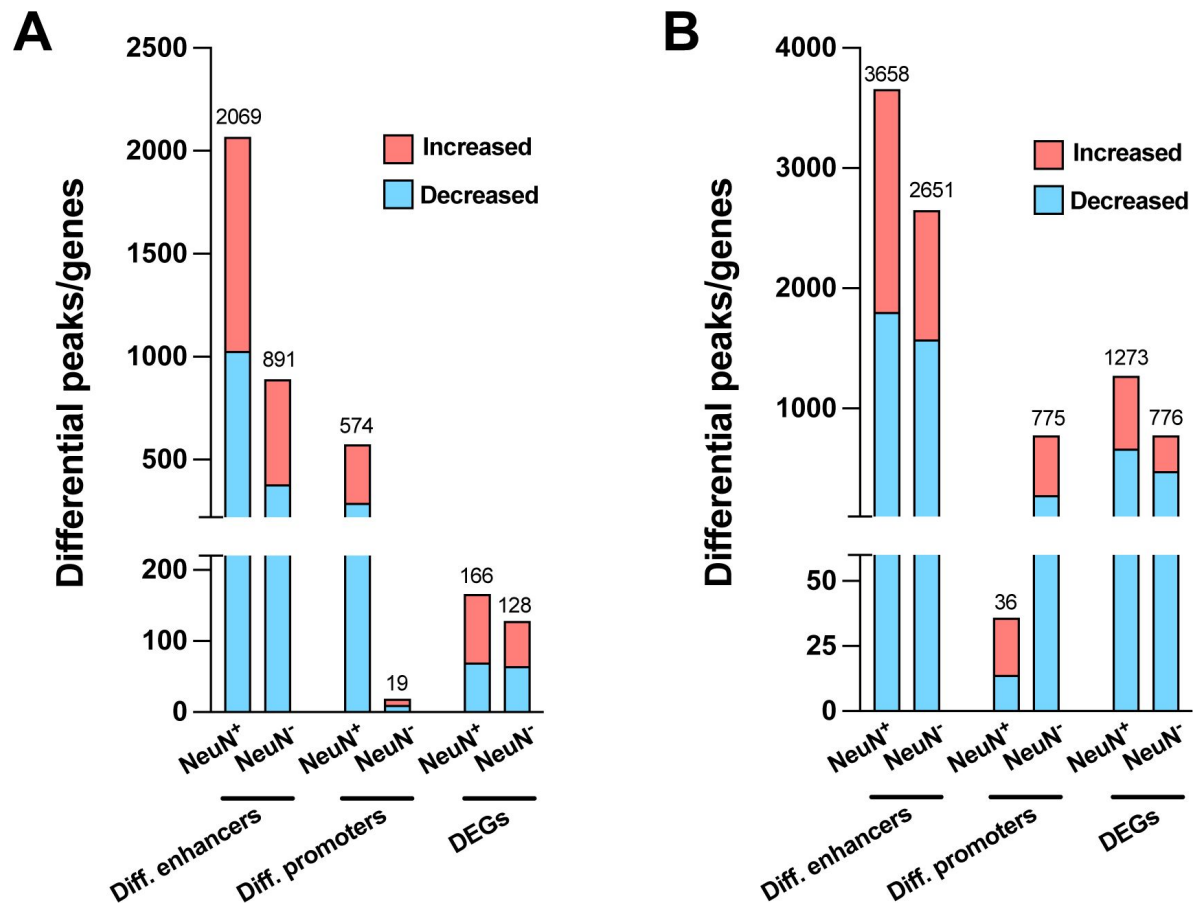 A
Differential peaks/genes
2500
2000
1500
1000
500
200
100
0
2069
891
574
19
166
128
Increased
Decreased
NeuN⁺
NeuN⁻
NeuN⁺
NeuN⁻
NeuN⁺
NeuN⁻
Diff. enhancers
Diff. promoters
DEGs
B
Differential peaks/genes
4000
3000
2000
1000
50
25
0
3658
2651
36
775
1273
776
Increased
Decreased
NeuN⁺
NeuN⁻
NeuN⁺
NeuN⁻
NeuN⁺
NeuN⁻
Diff. enhancers
Diff. promoters
DEGs